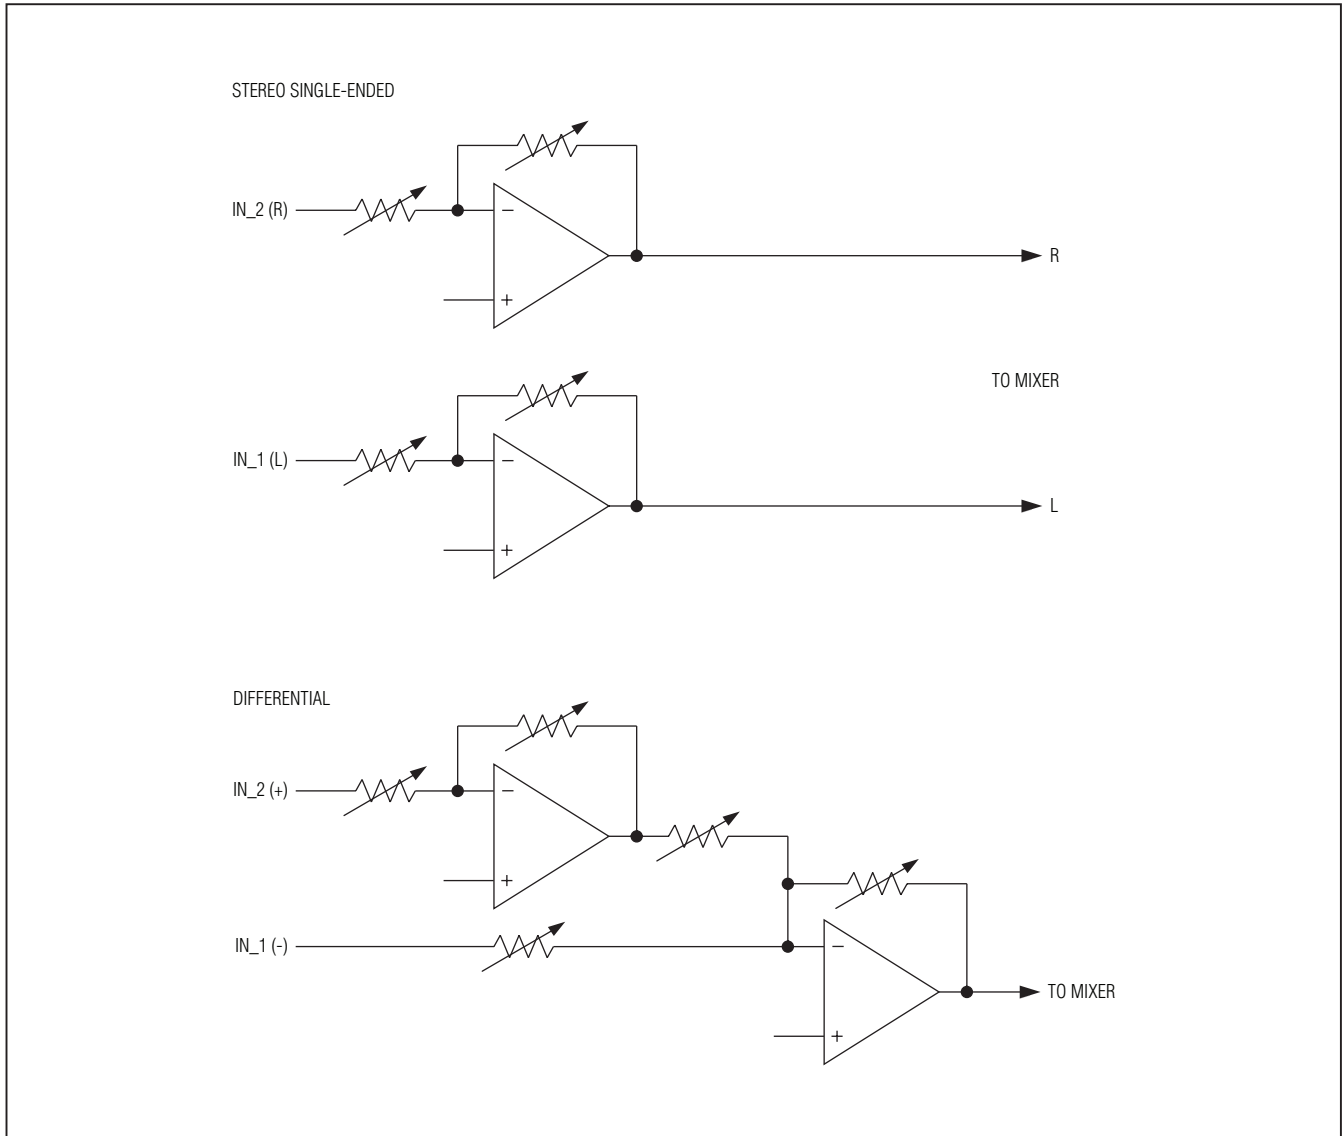 STEREO SINGLE-ENDED
IN_2 (R)
−
+
R
TO MIXER
IN_1 (L)
−
+
L
DIFFERENTIAL
IN_2 (+)
−
+
IN_1 (-)
−
+
TO MIXER